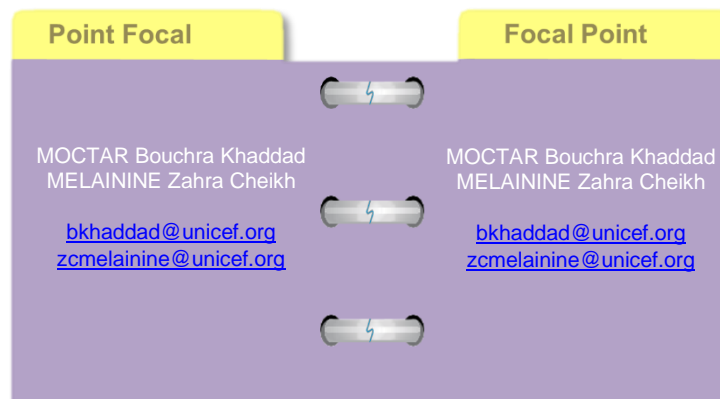 Point Focal
MOCTAR Bouchra Khaddad
MELAININE Zahra Cheikh
bkhaddad@unicef.org
zcmelainine@unicef.org
Focal Point
MOCTAR Bouchra Khaddad
MELAININE Zahra Cheikh
bkhaddad@unicef.org
zcmelainine@unicef.org